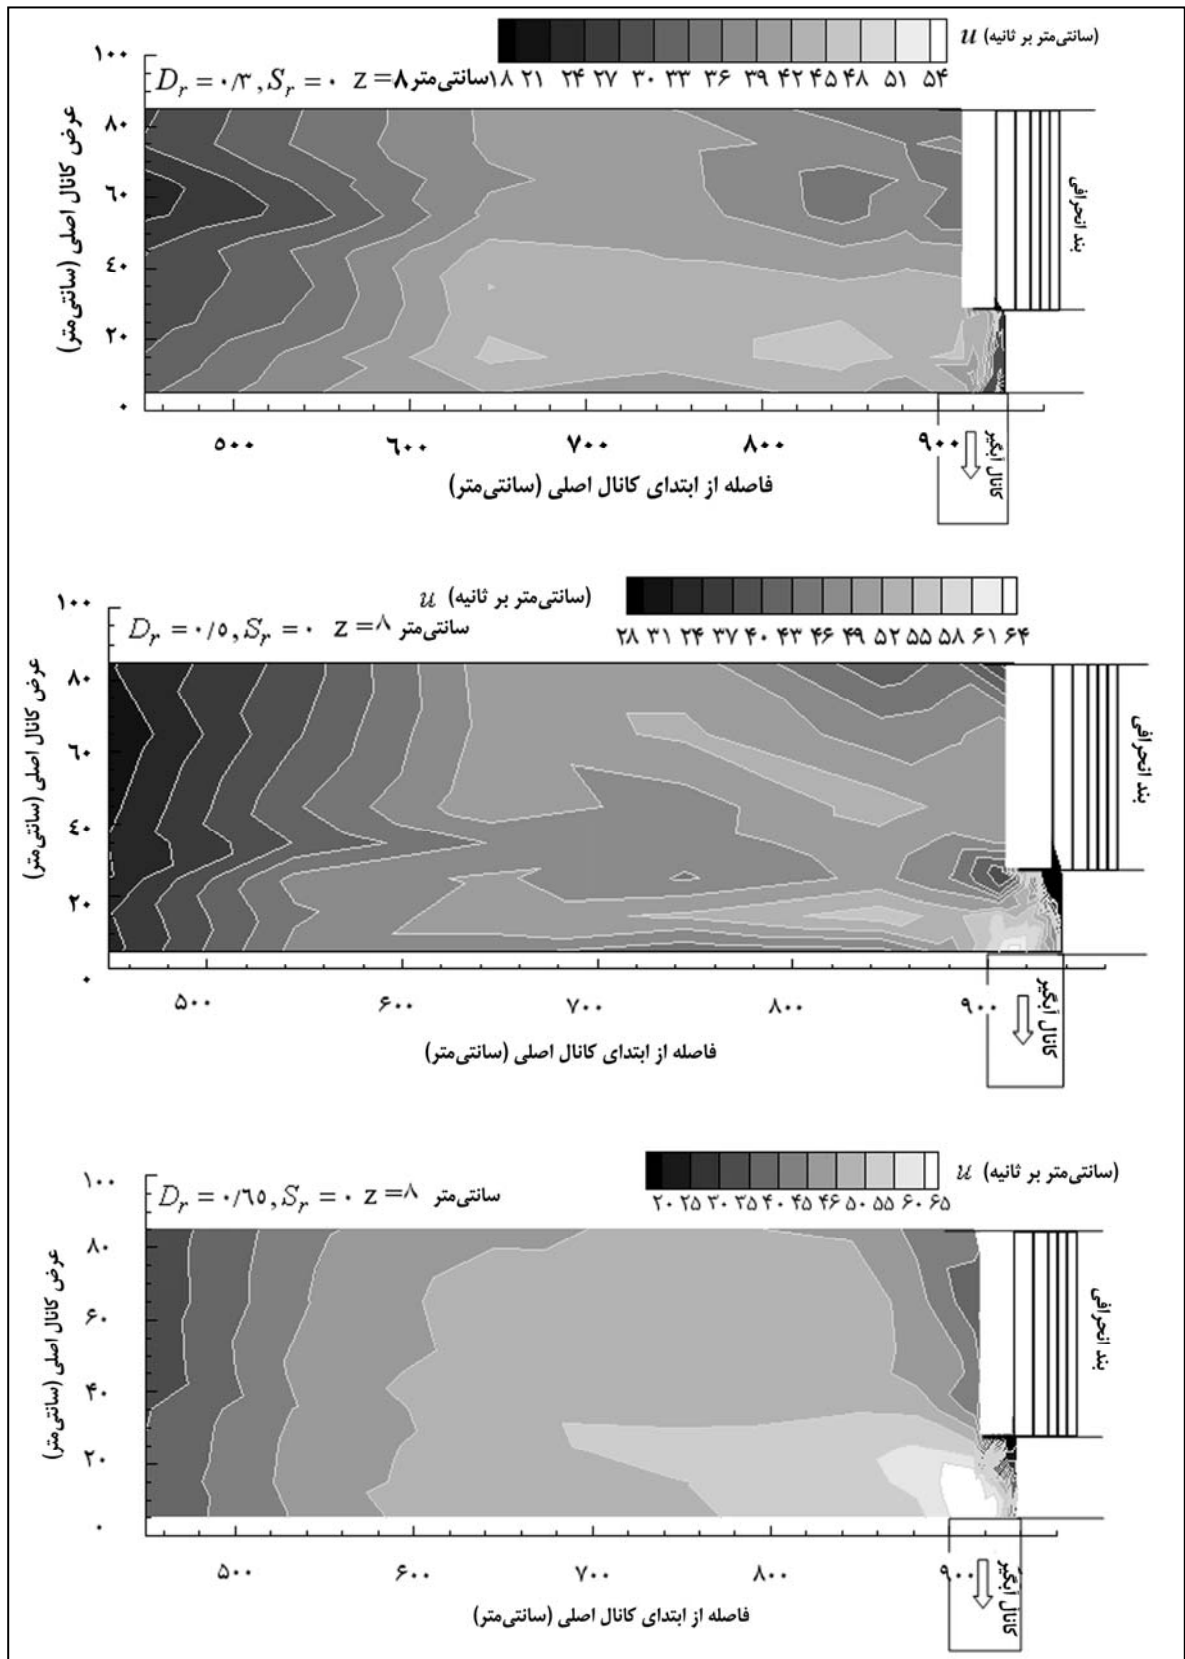 u (سانتی‌متر بر ثانیه)
۱۸ ۲۱ ۲۴ ۲۷ ۳۰ ۳۳ ۳۶ ۳۹ ۴۲ ۴۵ ۴۸ ۵۱ ۵۴
D_r = ۰/۳, S_r = ۰ z = ۸ سانتی‌متر
۱۰۰
۸۰
۶۰
۴۰
۲۰
۰
عرض کانال اصلی (سانتی‌متر)
بند انحرافی
۵۰۰ ۶۰۰ ۷۰۰ ۸۰۰ ۹۰۰
کانال آبگیر
فاصله از ابتدای کانال اصلی (سانتی‌متر)
u (سانتی‌متر بر ثانیه)
۲۸ ۳۱ ۲۴ ۳۷ ۴۰ ۴۳ ۴۶ ۴۹ ۵۲ ۵۵ ۵۸ ۶۱ ۶۴
D_r = ۰/۵, S_r = ۰ z = ۸ سانتی‌متر
۱۰۰
۸۰
۶۰
۴۰
۲۰
۰
عرض کانال اصلی (سانتی‌متر)
بند انحرافی
۵۰۰ ۶۰۰ ۷۰۰ ۸۰۰ ۹۰۰
کانال آبگیر
فاصله از ابتدای کانال اصلی (سانتی‌متر)
u (سانتی‌متر بر ثانیه)
۲۰ ۲۵ ۳۰ ۳۵ ۴۰ ۴۵ ۴۶ ۵۰ ۵۵ ۶۰ ۶۵
D_r = ۰/۶۵, S_r = ۰ z = ۸ سانتی‌متر
۱۰۰
۸۰
۶۰
۴۰
۲۰
۰
عرض کانال اصلی (سانتی‌متر)
بند انحرافی
۵۰۰ ۶۰۰ ۷۰۰ ۸۰۰ ۹۰۰
کانال آبگیر
فاصله از ابتدای کانال اصلی (سانتی‌متر)